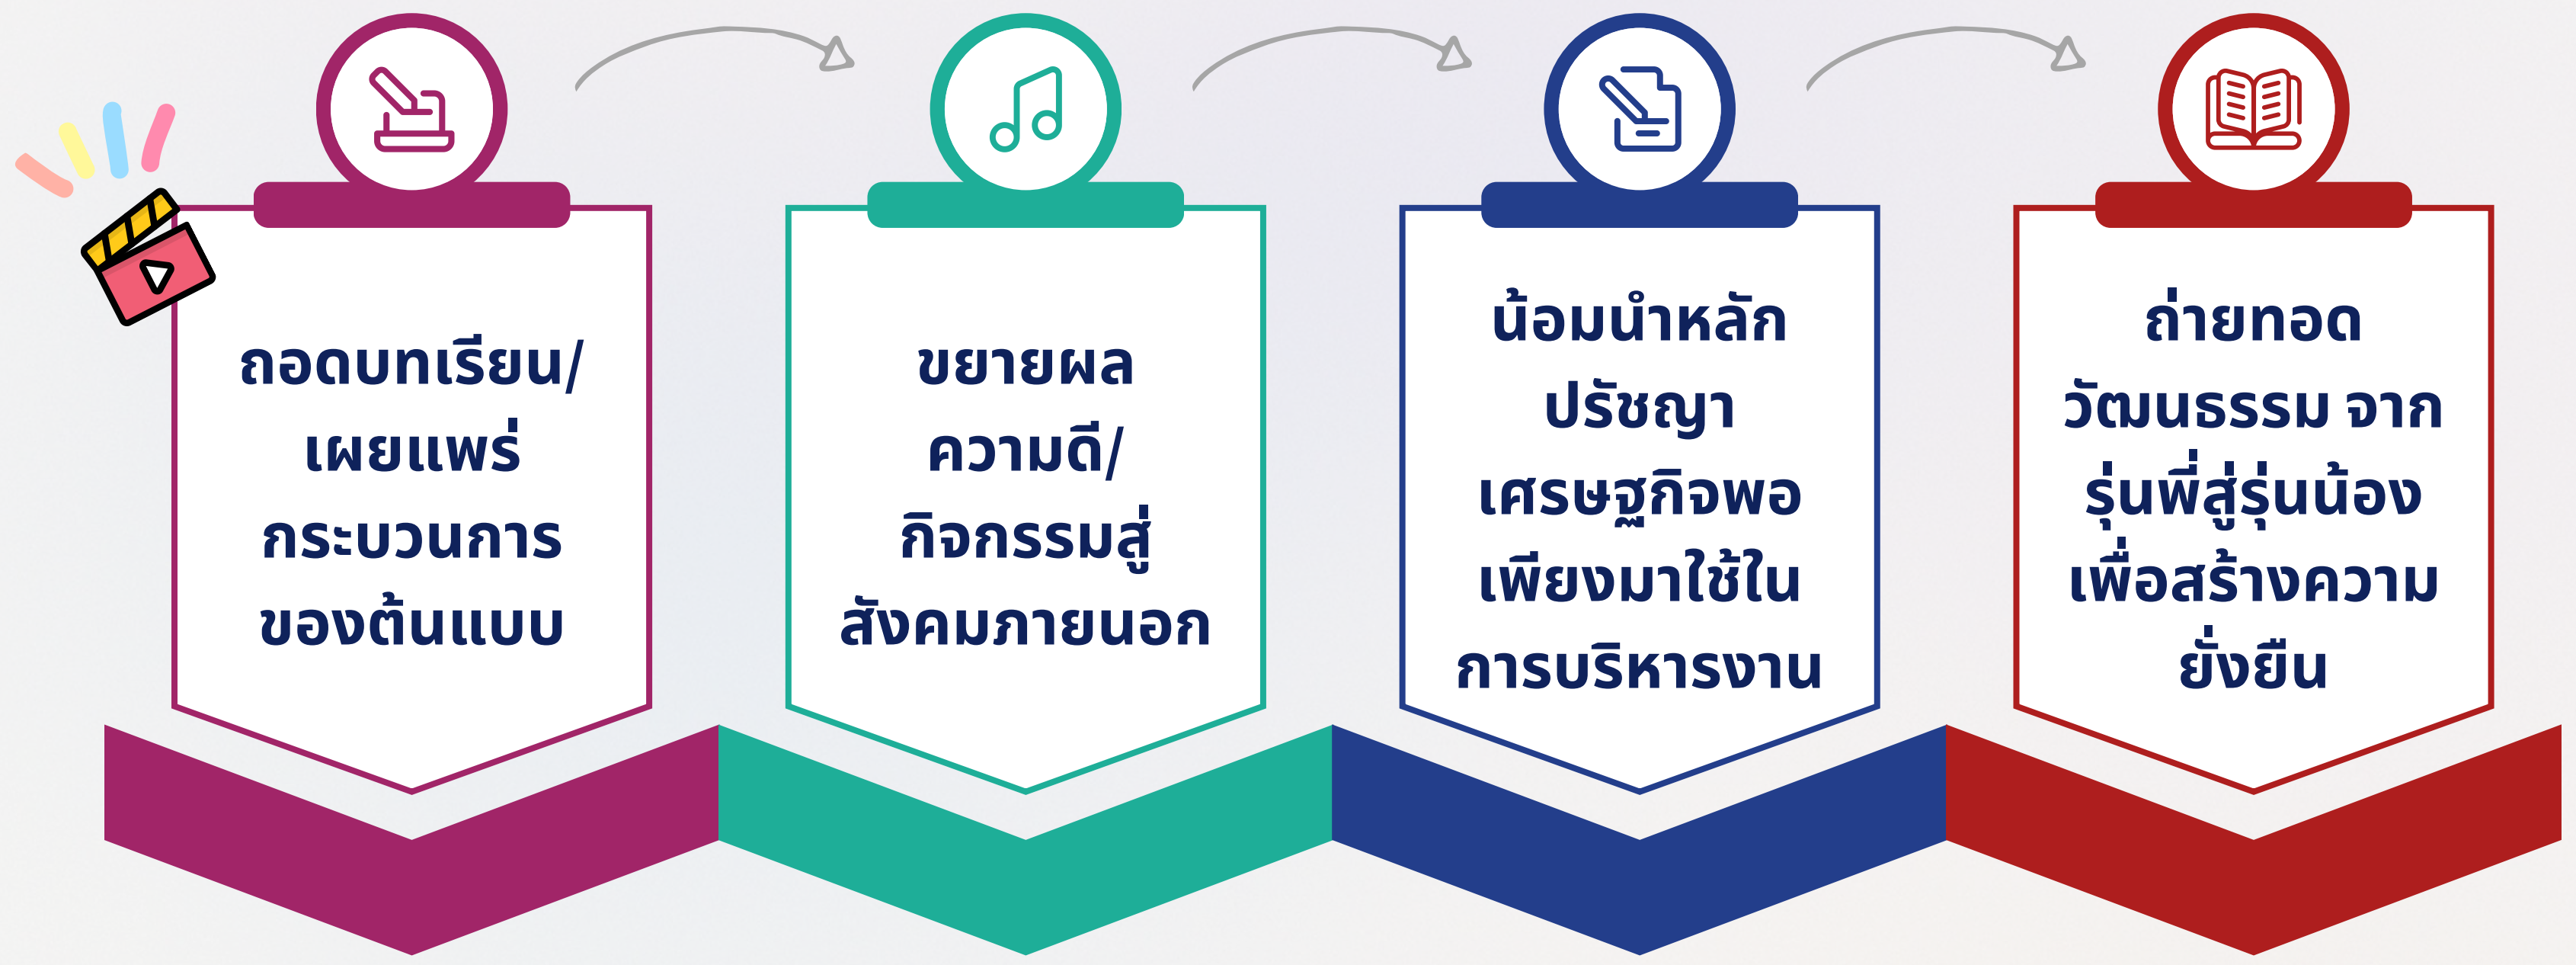 ถอดบทเรียน/
เผยแพร่
กระบวนการ
ของต้นแบบ
ขยายผล
ความดี/
กิจกรรมสู่
สังคมภายนอก
น้อมนำหลัก
ปรัชญา
เศรษฐกิจพอ
เพียงมาใช้ใน
การบริหารงาน
ถ่ายทอด
วัฒนธรรม จาก
รุ่นพี่สู่รุ่นน้อง
เพื่อสร้างความ
ยั่งยืน